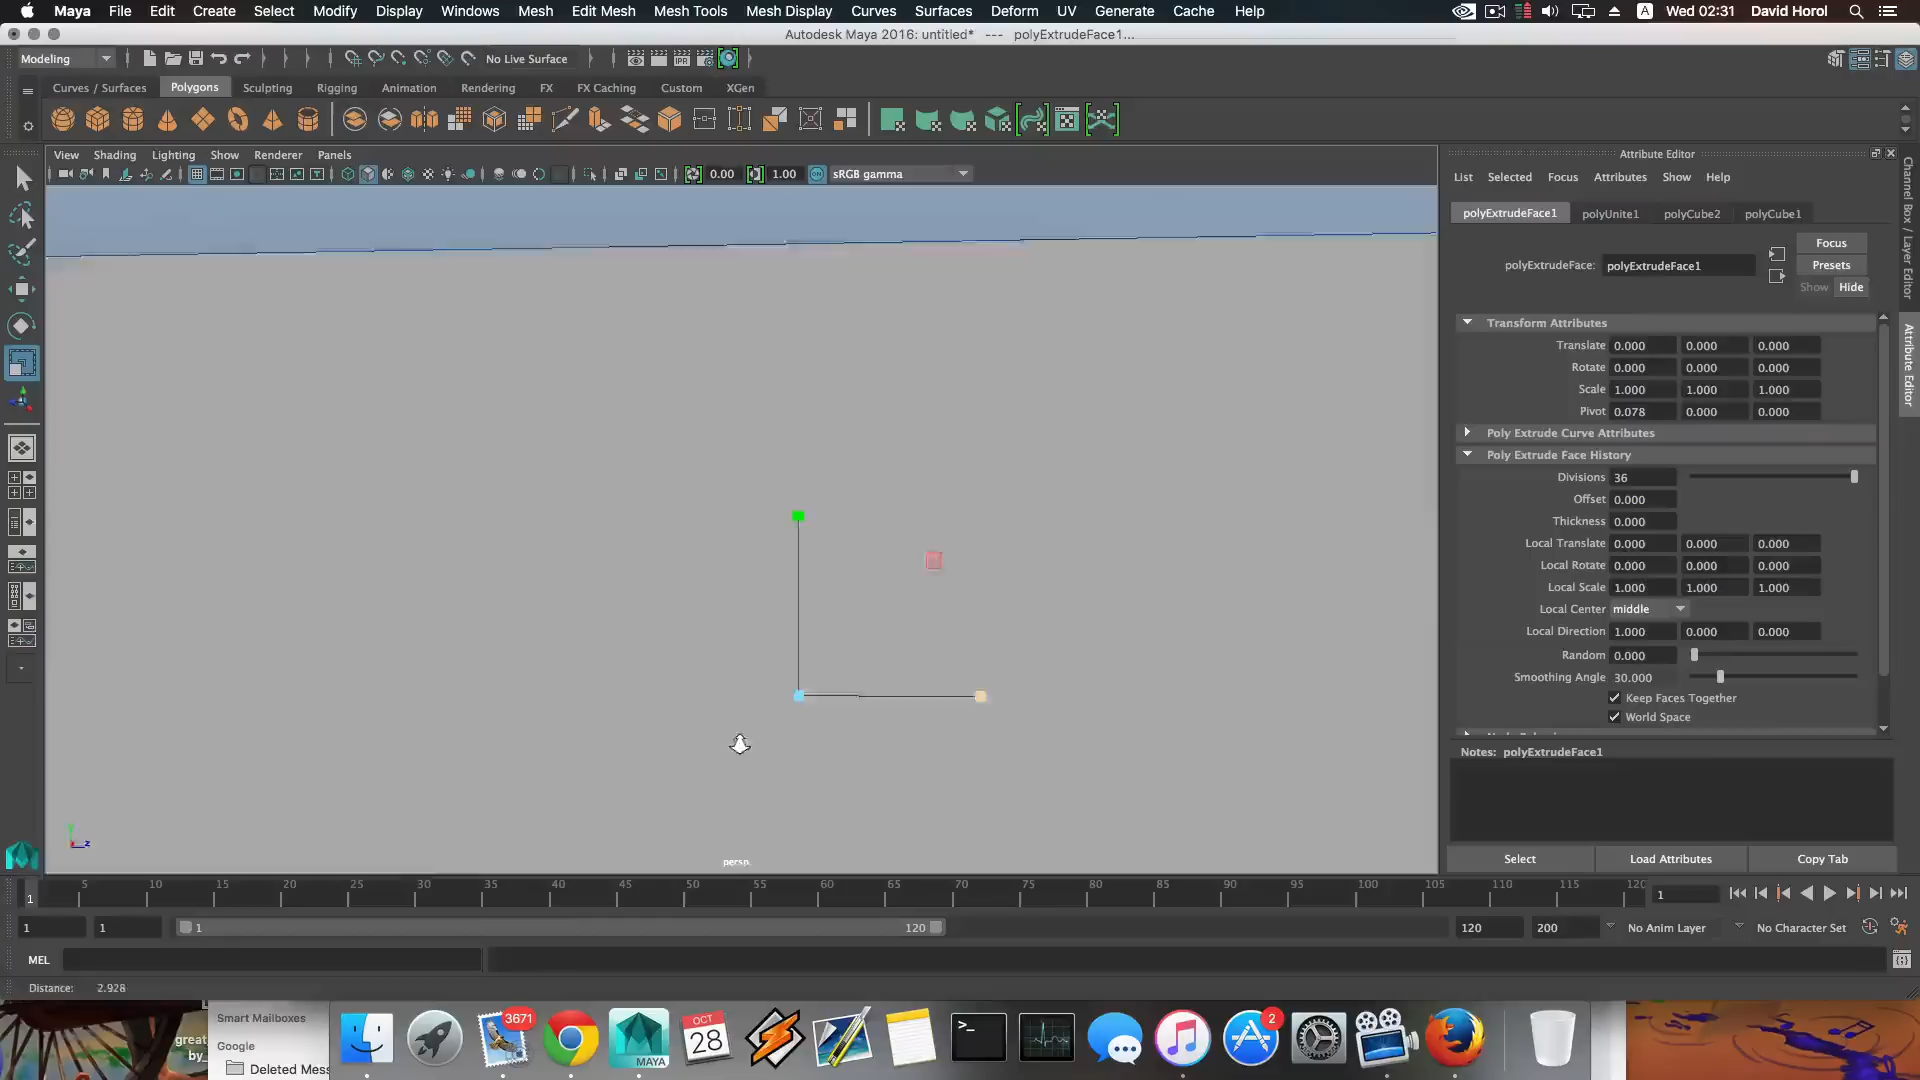 Maya File Edit Create Select Modify Display Windows Mesh Edit Mesh Mesh Tools Mesh Display Curves Surfaces Deform UV Generate Cache Help
A Wed 02:31 David Horol
Autodesk Maya 2016: untitled* --- polyExtrudeFace1...
Modeling
No Live Surface
Curves / Surfaces Polygons Sculpting Rigging Animation Rendering FX FX Caching Custom XGen
View Shading Lighting Show Renderer Panels
0.00 1.00 sRGB gamma
persp
Attribute Editor
List Selected Focus Attributes Show Help
polyExtrudeFace1 polyUnite1 polyCube2 polyCube1
polyExtrudeFace: polyExtrudeFace1
Focus
Presets
Show Hide
Transform Attributes
Translate 0.000 0.000 0.000
Rotate 0.000 0.000 0.000
Scale 1.000 1.000 1.000
Pivot 0.078 0.000 0.000
Poly Extrude Curve Attributes
Poly Extrude Face History
Divisions 36
Offset 0.000
Thickness 0.000
Local Translate 0.000 0.000 0.000
Local Rotate 0.000 0.000 0.000
Local Scale 1.000 1.000 1.000
Local Center middle
Local Direction 1.000 0.000 0.000
Random 0.000
Smoothing Angle 30.000
Keep Faces Together
World Space
Notes: polyExtrudeFace1
Select Load Attributes Copy Tab
Channel Box / Layer Editor
Attribute Editor
1 5 10 15 20 25 30 35 40 45 50 55 60 65 70 75 80 85 90 95 100 105 110 115 120 1
1 1 1 120 120 200 No Anim Layer No Character Set
MEL
Distance: 2.928
Smart Mailboxes
Google
Deleted Mess
great
by_
3671
MAYA
OCT
28
2